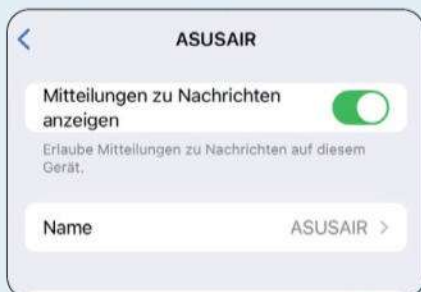 ASUSAIR
Mitteilungen zu Nachrichten
anzeigen
Erlaube Mitteilungen zu Nachrichten auf diesem
Gerät.
Name ASUSAIR